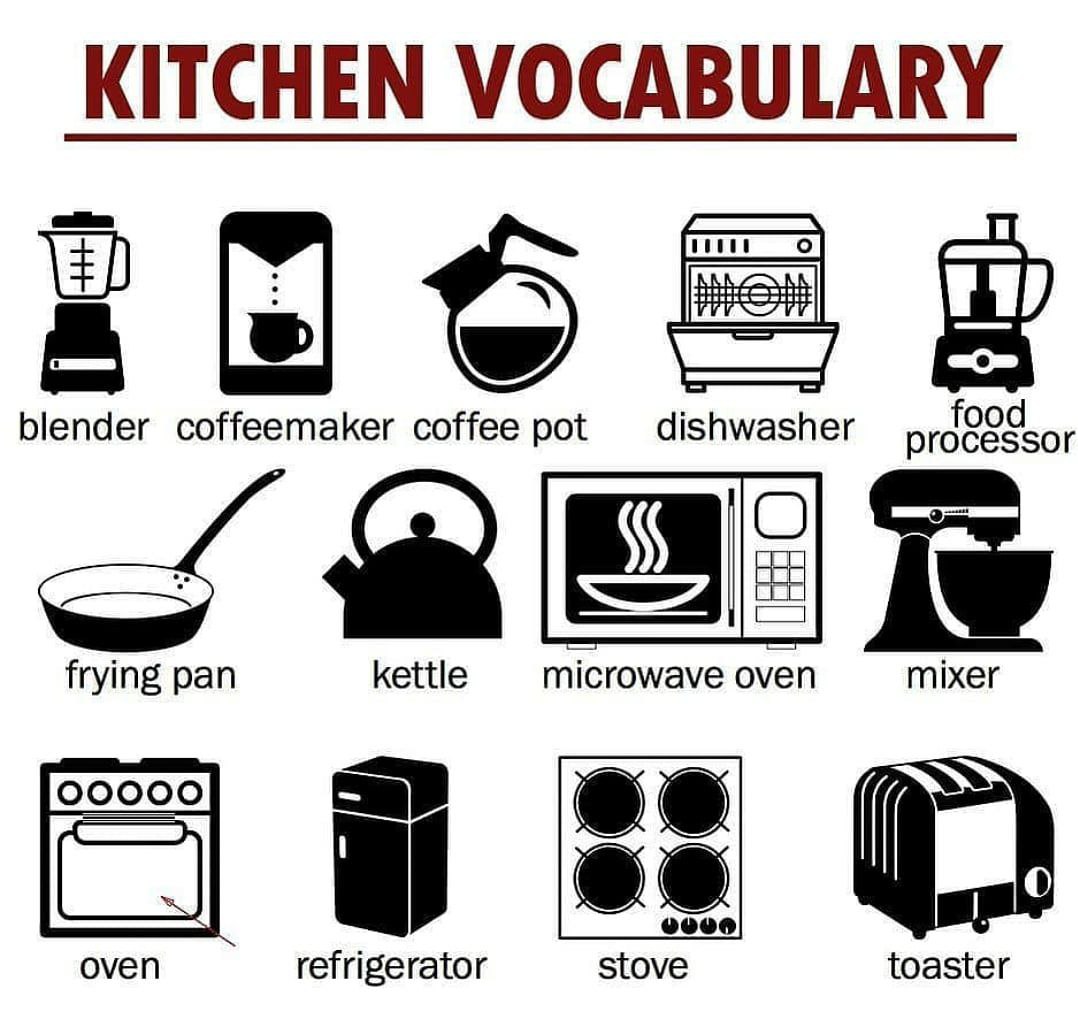 KITCHEN VOCABULARY
blender coffeemaker coffee pot dishwasher food processor
frying pan kettle microwave oven mixer
oven refrigerator stove toaster